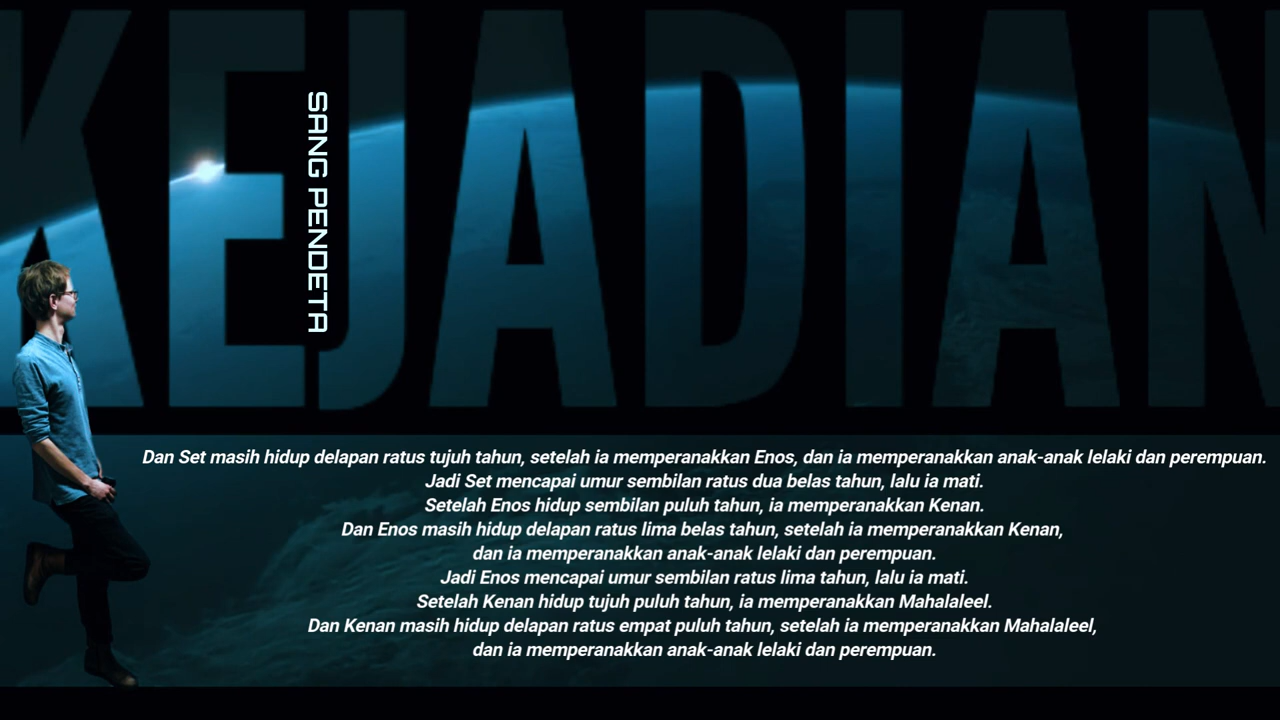 KEJADIAN
SANG PENDETA
Dan Set masih hidup delapan ratus tujuh tahun, setelah ia memperanakkan Enos, dan ia memperanakkan anak-anak lelaki dan perempuan.
Jadi Set mencapai umur sembilan ratus dua belas tahun, lalu ia mati.
Setelah Enos hidup sembilan puluh tahun, ia memperanakkan Kenan.
Dan Enos masih hidup delapan ratus lima belas tahun, setelah ia memperanakkan Kenan,
dan ia memperanakkan anak-anak lelaki dan perempuan.
Jadi Enos mencapai umur sembilan ratus lima tahun, lalu ia mati.
Setelah Kenan hidup tujuh puluh tahun, ia memperanakkan Mahalaleel.
Dan Kenan masih hidup delapan ratus empat puluh tahun, setelah ia memperanakkan Mahalaleel,
dan ia memperanakkan anak-anak lelaki dan perempuan.